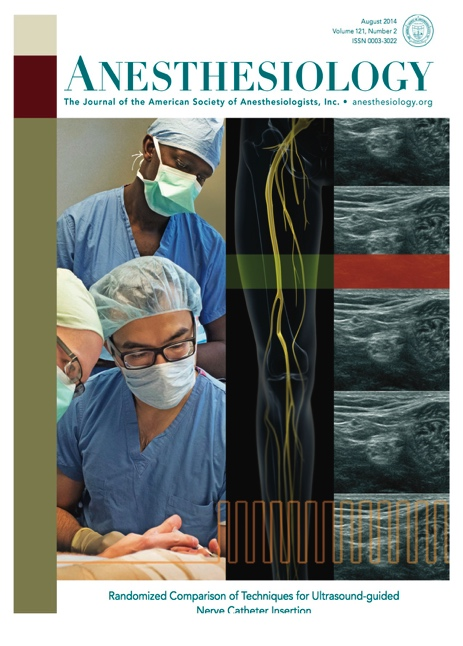 August 2014
Volume 121, Number 2
ISSN 0003-3022
ANESTHESIOLOGY
The Journal of the American Society of Anesthesiologists, Inc. • anesthesiology.org
Randomized Comparison of Techniques for Ultrasound-guided
Nerve Catheter Insertion